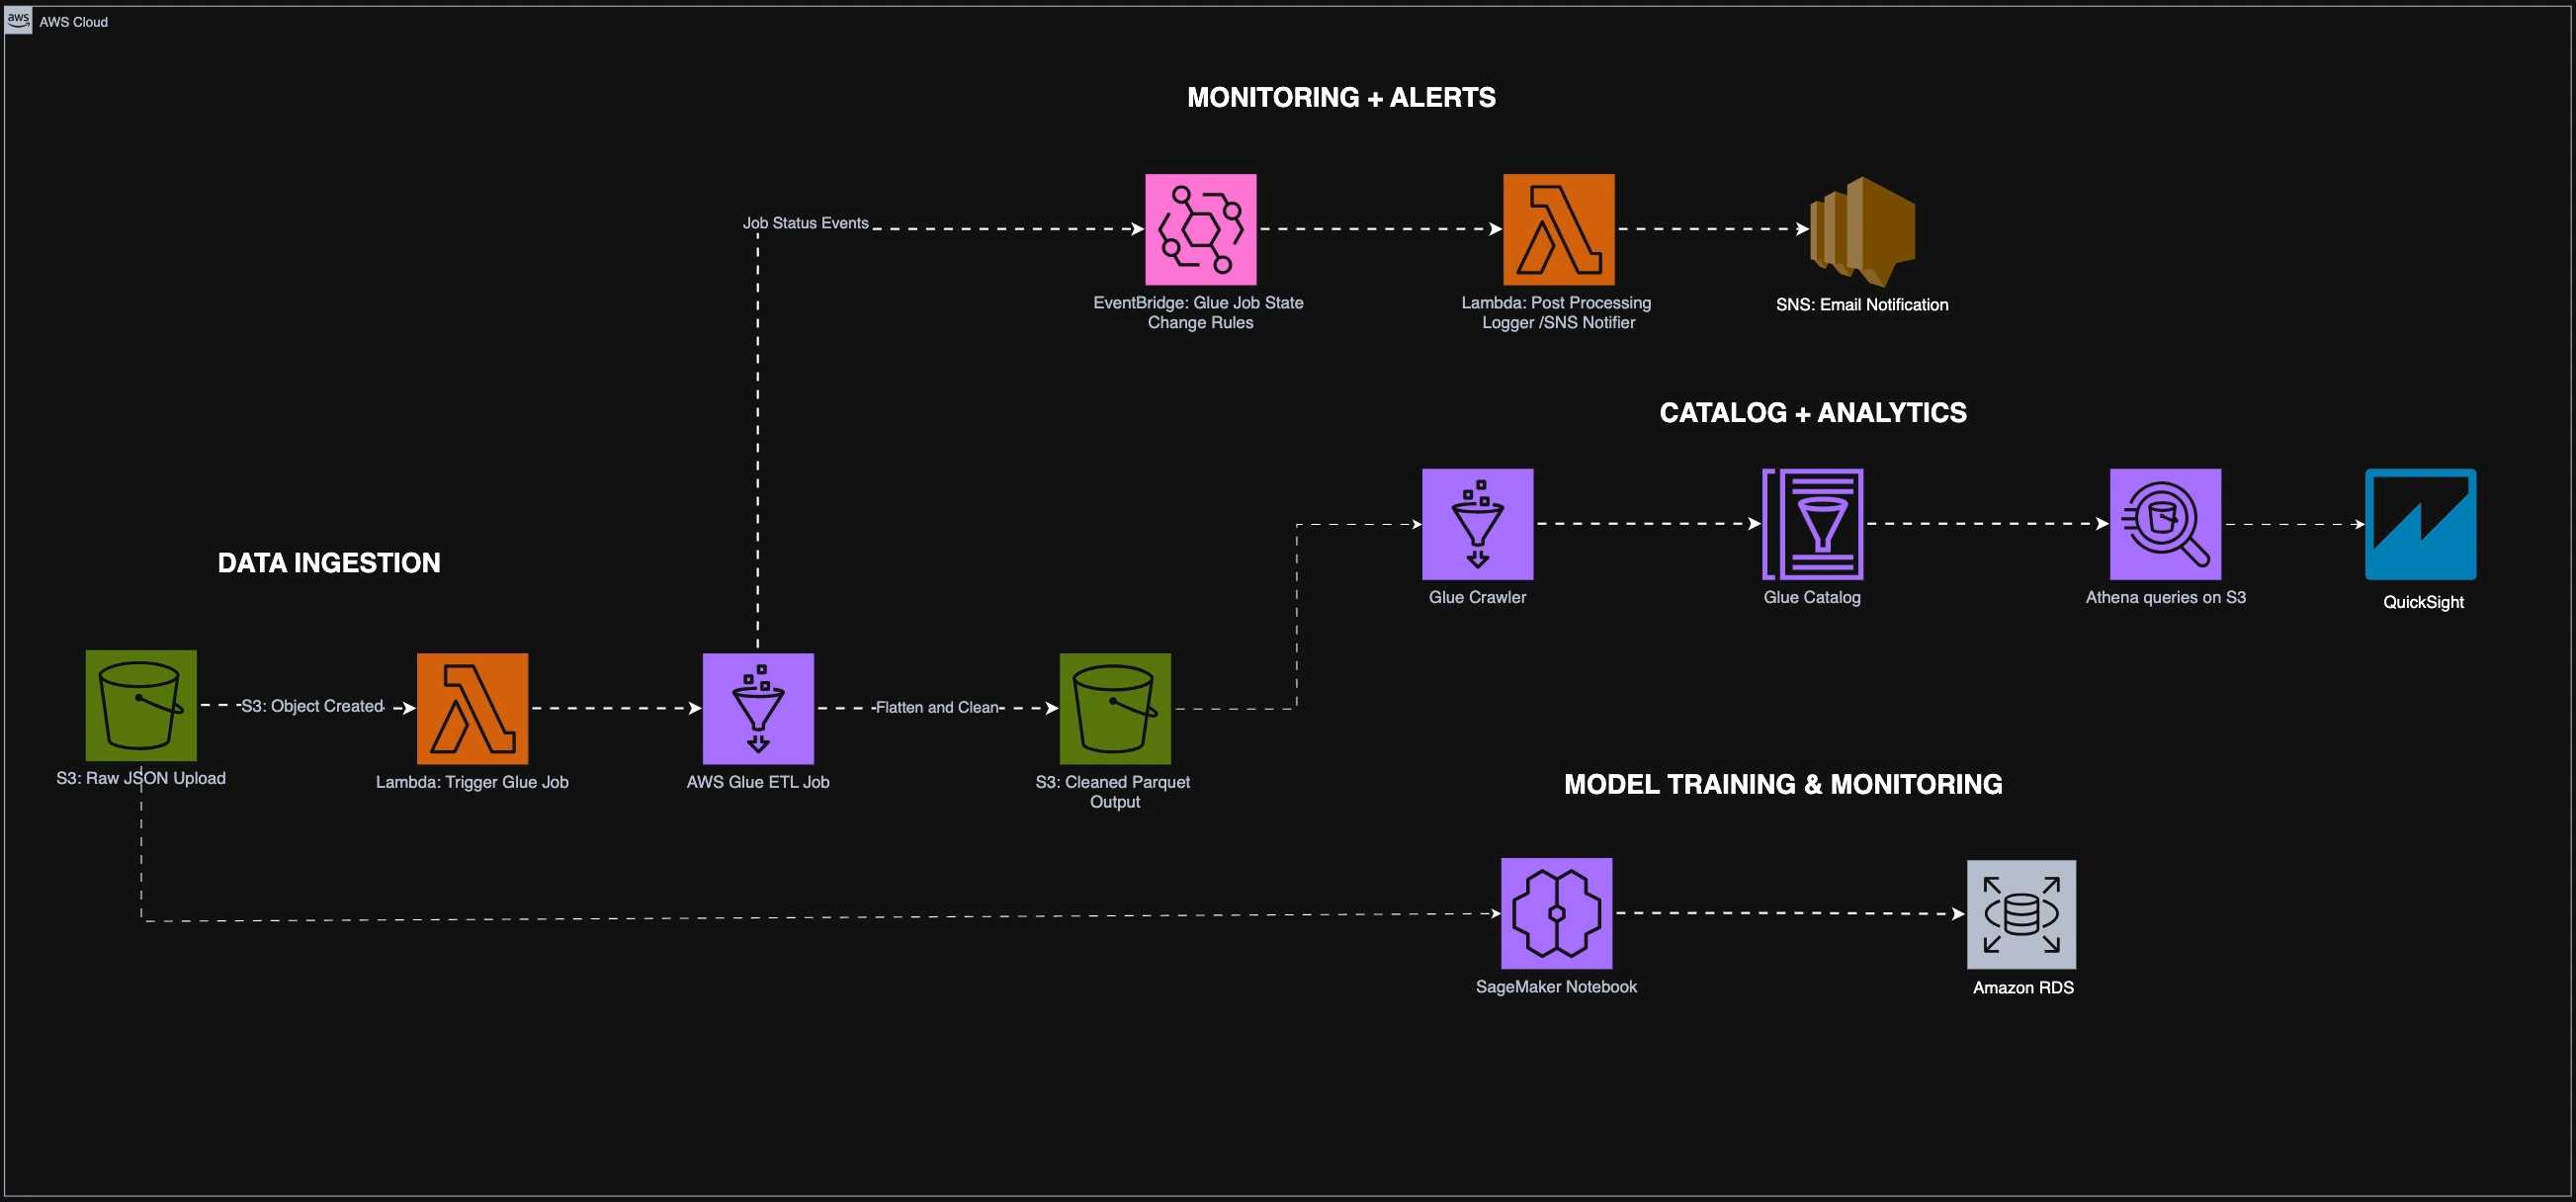 aws
AWS Cloud
MONITORING + ALERTS
Job Status Events
EventBridge: Glue Job State
Change Rules
Lambda: Post Processing
Logger /SNS Notifier
SNS: Email Notification
CATALOG + ANALYTICS
Glue Crawler
Glue Catalog
Athena queries on S3
QuickSight
DATA INGESTION
S3: Raw JSON Upload
S3: Object Created
Lambda: Trigger Glue Job
AWS Glue ETL Job
Flatten and Clean
S3: Cleaned Parquet
Output
MODEL TRAINING & MONITORING
SageMaker Notebook
Amazon RDS